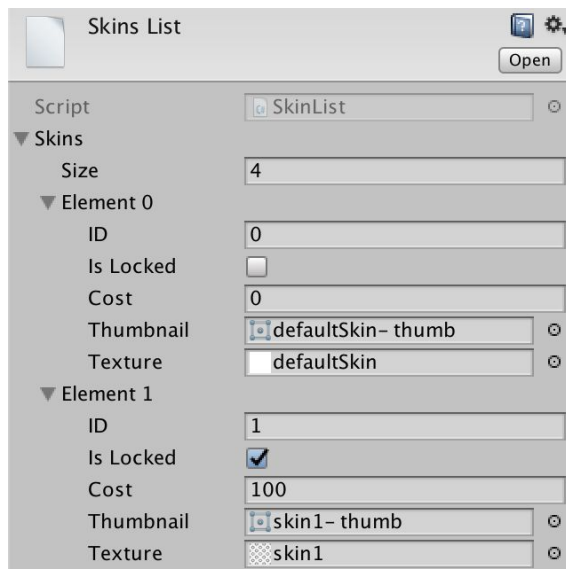 Skins List
Open
Script SkinList
Skins
Size 4
Element 0
ID 0
Is Locked
Cost 0
Thumbnail defaultSkin-thumb
Texture defaultSkin
Element 1
ID 1
Is Locked
Cost 100
Thumbnail skin1-thumb
Texture skin1